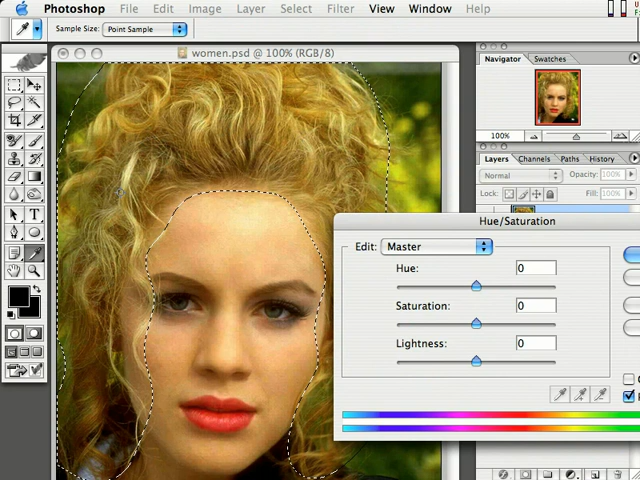 Photoshop File Edit Image Layer Select Filter View Window Help
Sample Size: Point Sample
women.psd @ 100% (RGB/8)
Navigator Swatches
100%
Layers Channels Paths History
Normal Opacity: 100%
Lock: Fill: 100%
Hue/Saturation
Edit: Master
Hue: 0
Saturation: 0
Lightness: 0
T